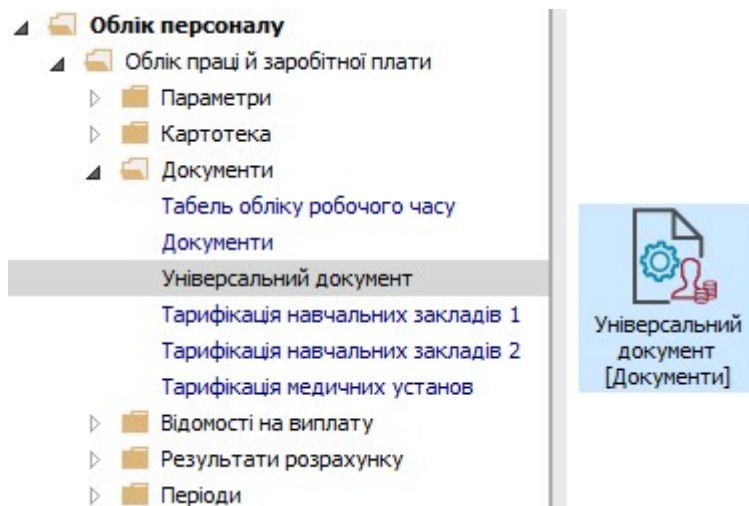 Облік персоналу
Облік праці й заробітної плати
Параметри
Картотека
Документи
Табель обліку робочого часу
Документи
Універсальний документ
Тарифікація навчальних закладів 1
Тарифікація навчальних закладів 2
Тарифікація медичних установ
Відомості на виплату
Результати розрахунку
Періоди
Універсальний
документ
[Документи]